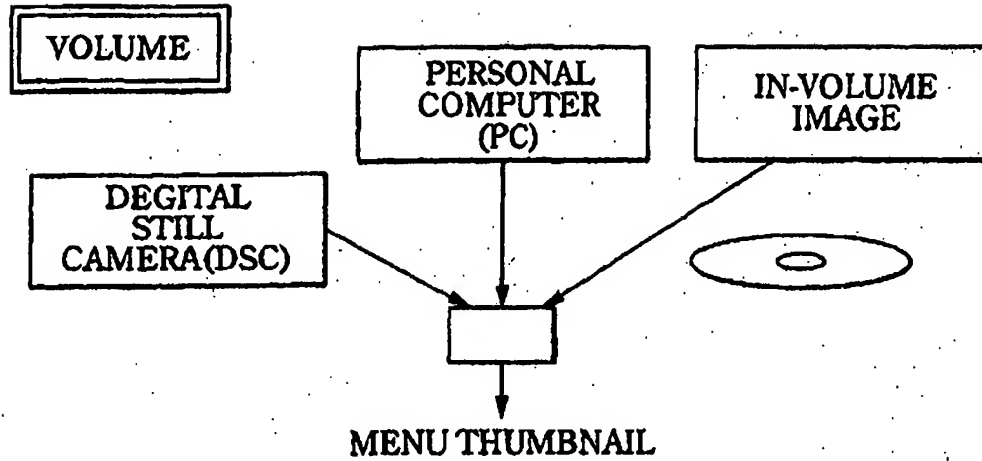 VOLUME
PERSONAL
COMPUTER
(PC)
IN-VOLUME
IMAGE
DEGITAL
STILL
CAMERA(DSC)
MENU THUMBNAIL